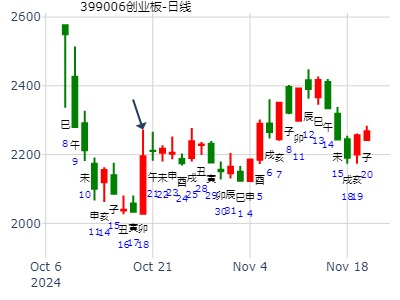 399006创业板-日线
2600
2400
2200
2000
巳
8
午
9
未
10
申
11
亥
14
子
15
丑
16
寅
17
卯
18
午
21
未
22
申
23
酉
24
戌
25
丑
28
寅
29
卯
30
辰
31
巳
1
申
4
酉
5
戌
6
亥
7
子
8
卯
11
辰
12
巳
13
午
14
未
15
戌
18
亥
19
子
20
Oct 6
2024
Oct 21
Nov 4
Nov 18